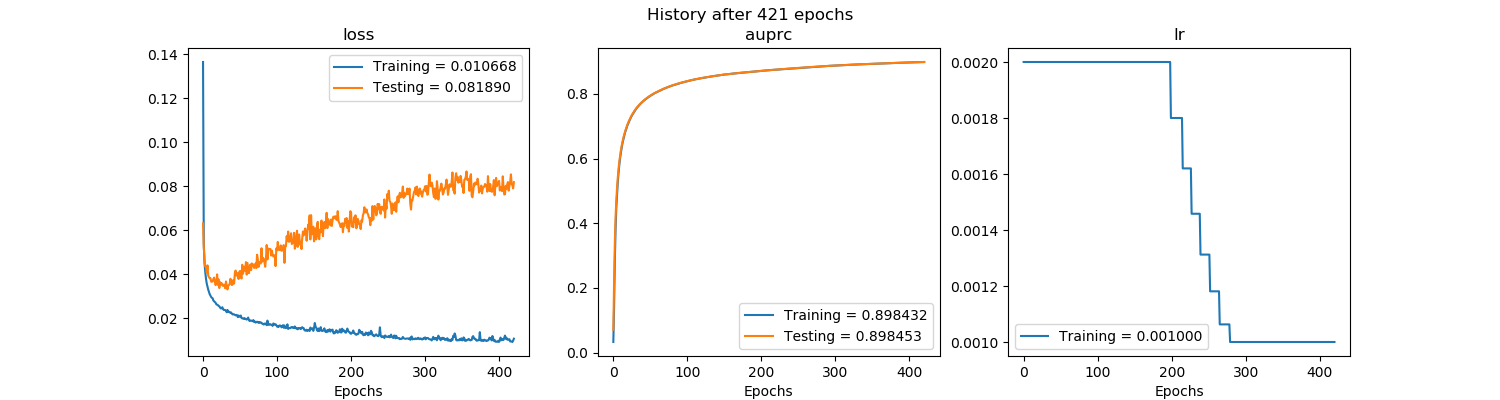 History after 421 epochs
loss
0.14
0.12
0.10
0.08
0.06
0.04
0.02
Training = 0.010668
Testing = 0.081890
0 100 200 300 400
Epochs
auprc
0.8
0.6
0.4
0.2
0.0
Training = 0.898432
Testing = 0.898453
0 100 200 300 400
Epochs
lr
0.0020
0.0018
0.0016
0.0014
0.0012
0.0010
Training = 0.001000
0 100 200 300 400
Epochs